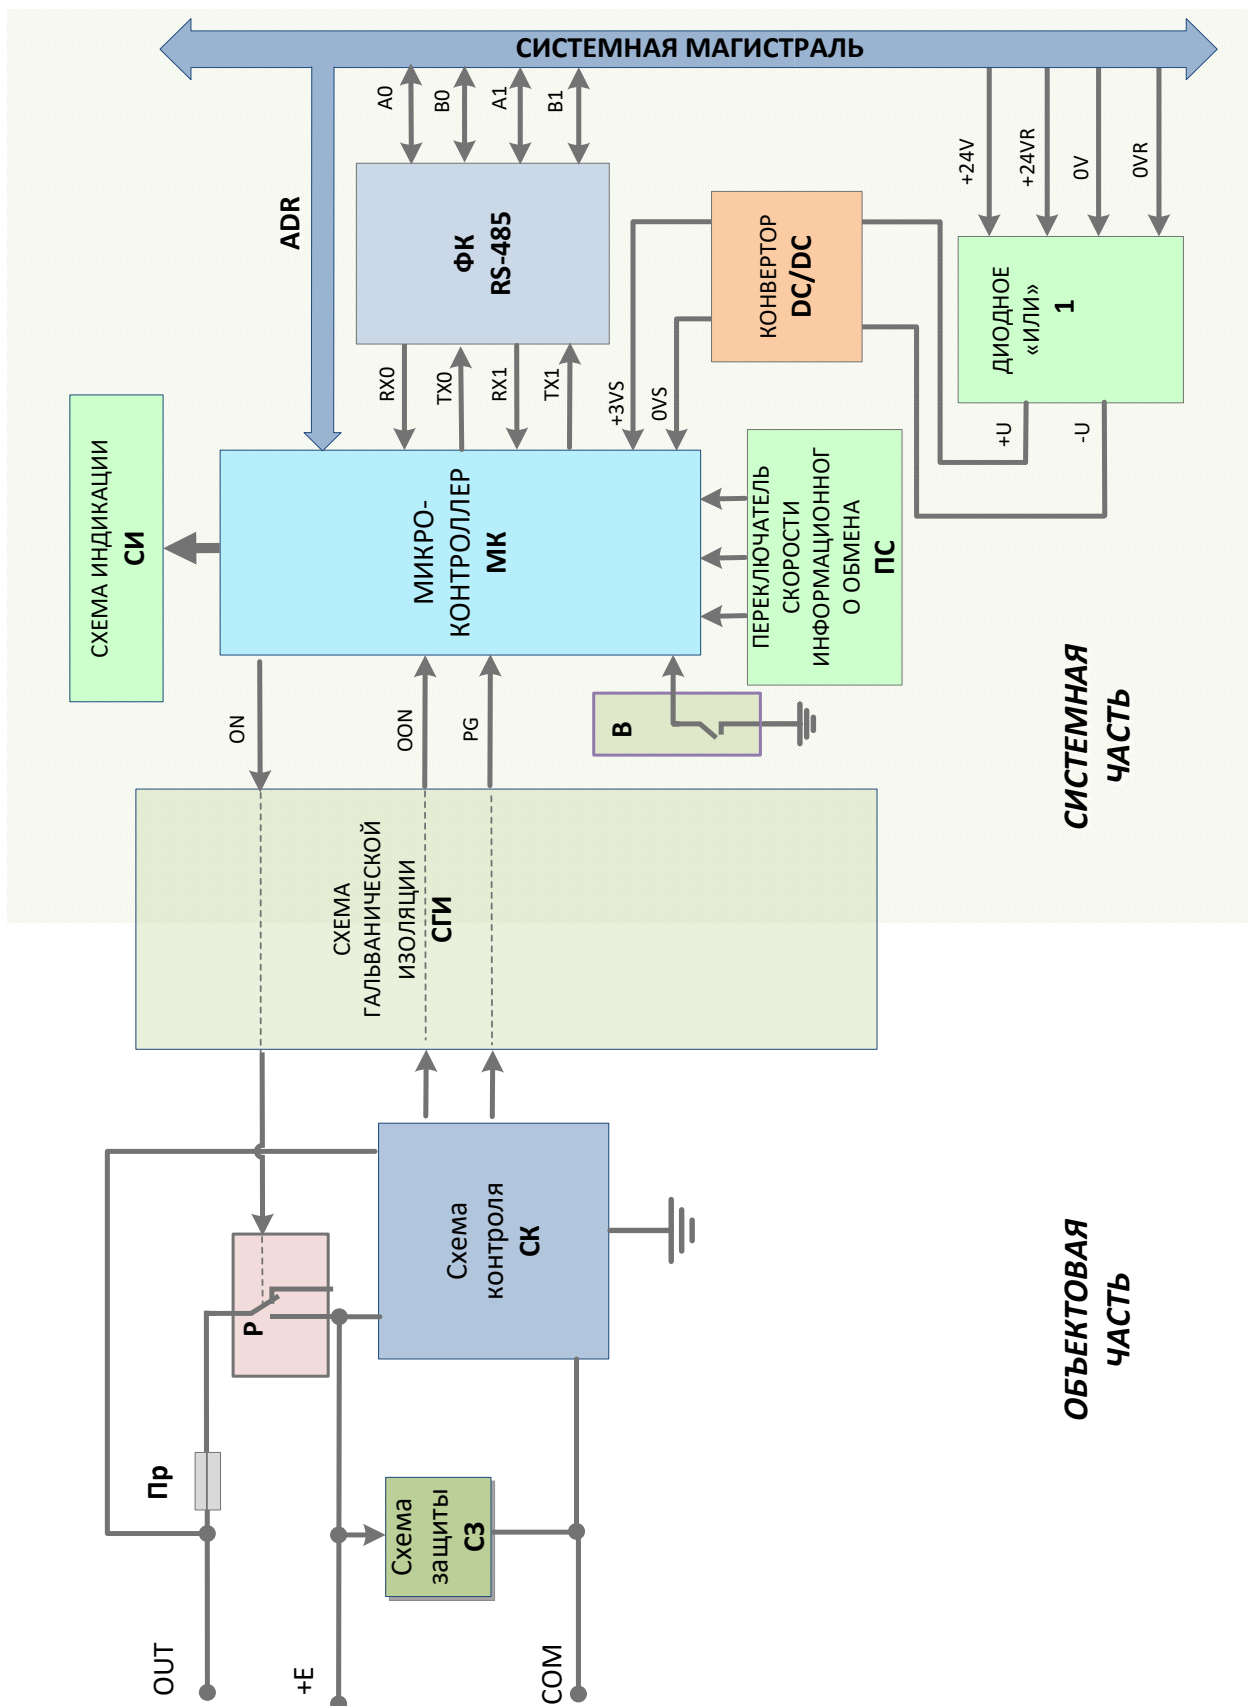 СИСТЕМНАЯ МАГИСТРАЛЬ
A0
B0
A1
B1
+24V
+24VR
0V
0VR
ADR
ФК
RS-485
КОНВЕРТОР
DC/DC
ДИОДНОЕ
«ИЛИ»
1
RX0
TX0
RX1
TX1
+3VS
0VS
+U
-U
СХЕМА ИНДИКАЦИИ
СИ
МИКРО-
КОНТРОЛЛЕР
МК
ПЕРЕКЛЮЧАТЕЛЬ
СКОРОСТИ
ИНФОРМАЦИОННОГ
О ОБМЕНА
ПС
ON
OON
PG
В
СИСТЕМНАЯ
ЧАСТЬ
СХЕМА
ГАЛЬВАНИЧЕСКОЙ
ИЗОЛЯЦИИ
СГИ
Схема
контроля
СК
Р
Пр
Схема
защиты
СЗ
ОБЪЕКТОВАЯ
ЧАСТЬ
OUT
+E
COM